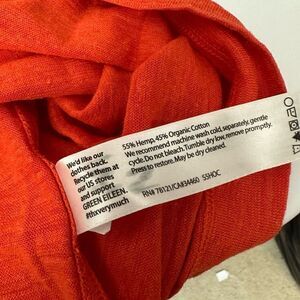 We'd like our
clothes back.
Recycle them at
our US stores
and support
GREEN EILEEN.
#thxverymuch
55% Hemp, 45% Organic Cotton
We recommend machine wash cold, separately, gentle
cycle. Do not bleach. Tumble dry low, remove promptly.
Press to restore. May be dry cleaned.
RN# 78121/CA#34460 S5HOC